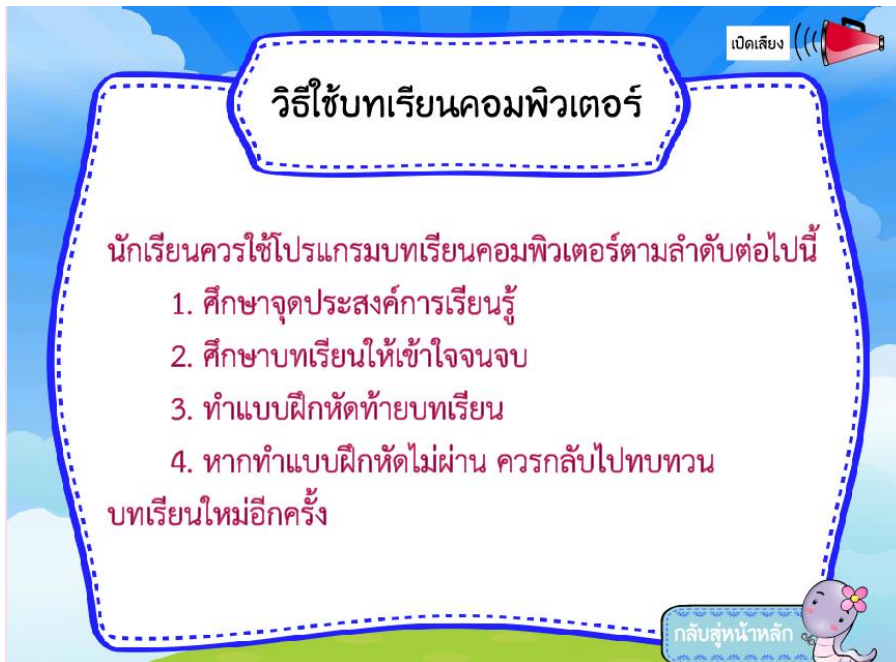 เปิดเสียง
วิธีใช้บทเรียนคอมพิวเตอร์
นักเรียนควรใช้โปรแกรมบทเรียนคอมพิวเตอร์ตามลำดับต่อไปนี้
1. ศึกษาจุดประสงค์การเรียนรู้
2. ศึกษาบทเรียนให้เข้าใจจนจบ
3. ทำแบบฝึกหัดท้ายบทเรียน
4. หากทำแบบฝึกหัดไม่ผ่าน ควรกลับไปทบทวน
บทเรียนใหม่อีกครั้ง
กลับสู่หน้าหลัก